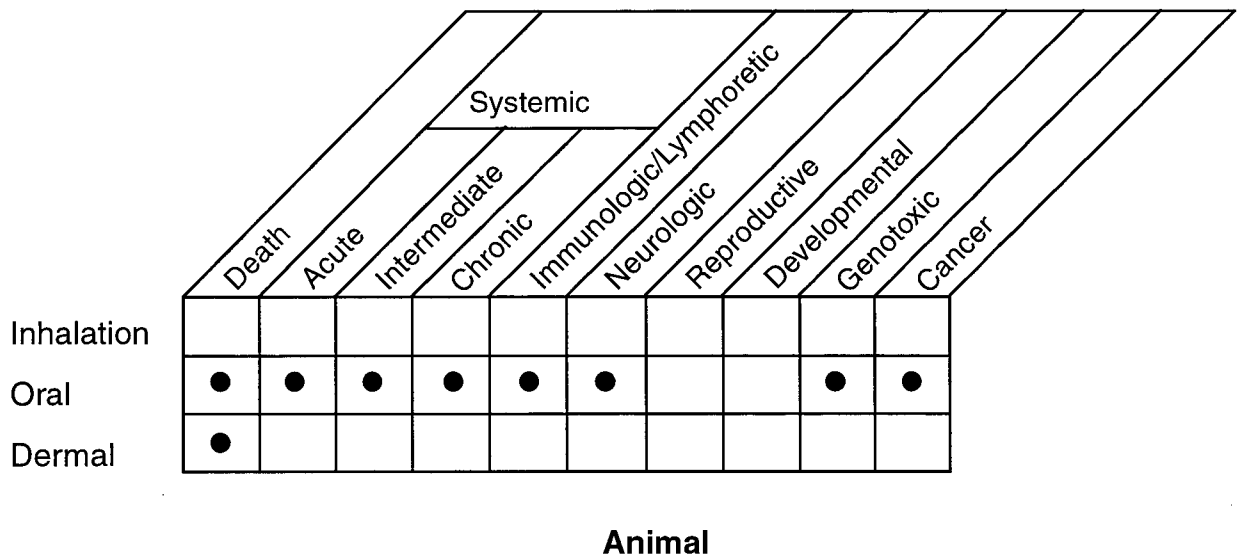 Systemic
Death
Acute
Intermediate
Chronic
Immunologic/Lymphoretic
Neurologic
Reproductive
Developmental
Genotoxic
Cancer
Inhalation
Oral
Dermal
Animal